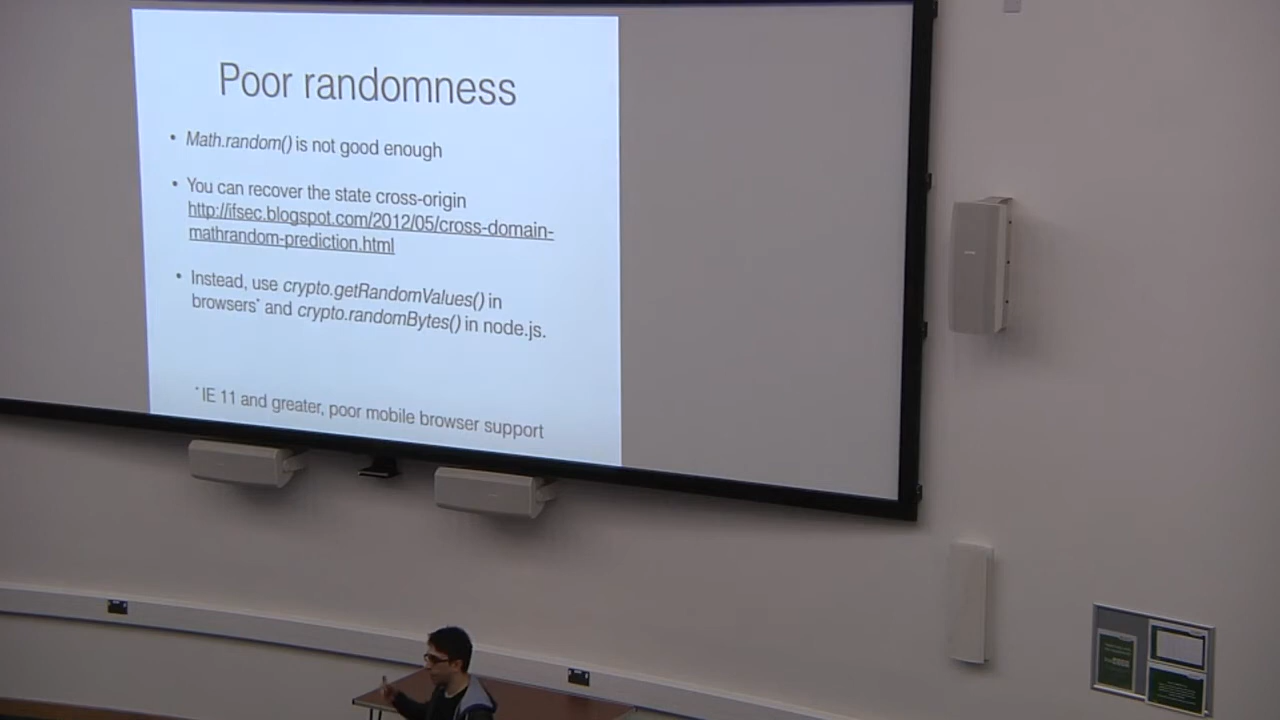 Poor randomness
• Math.random() is not good enough
• You can recover the state cross-origin
http://ifsec.blogspot.com/2012/05/cross-domain-
mathrandom-prediction.html
• Instead, use crypto.getRandomValues() in
browsers* and crypto.randomBytes() in node.js.
* IE 11 and greater, poor mobile browser support